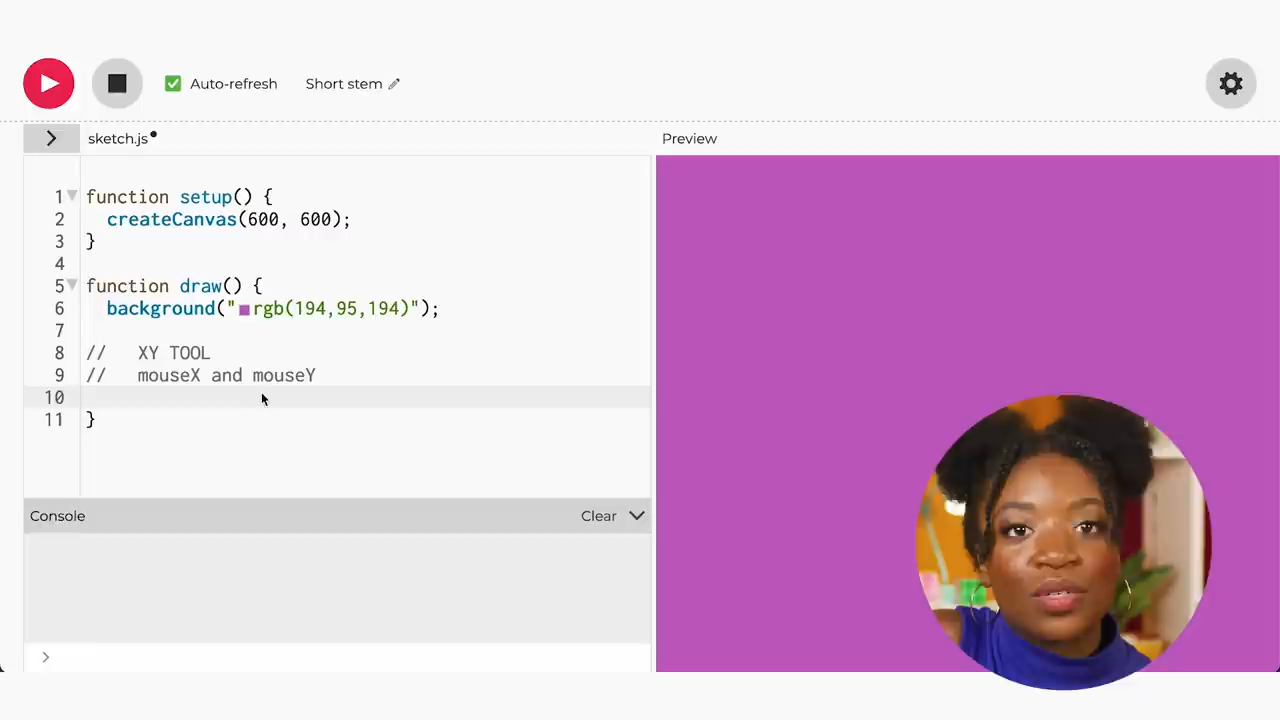 Auto-refresh Short stem
sketch.js
Preview
1 function setup() {
2 createCanvas(600, 600);
3 }
4
5 function draw() {
6 background("rgb(194,95,194)");
7
8 // XY TOOL
9 // mouseX and mouseY
10
11 }
Console Clear
>